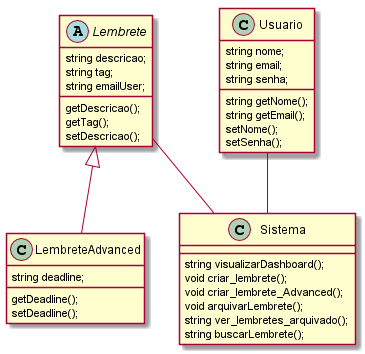 A Lembrete
string descricao;
string tag;
string emailUser;
getDescricao();
getTag();
setDescricao();
C Usuario
string nome;
string email;
string senha;
string getNome();
string getEmail();
setNome();
setSenha();
C LembreteAdvanced
string deadline;
getDeadline();
setDeadline();
C Sistema
string visualizarDashboard();
void criar_lembrete();
void criar_lembrete_Advanced();
void arquivarLembrete();
string ver_lembretes_arquivado();
string buscarLembrete();